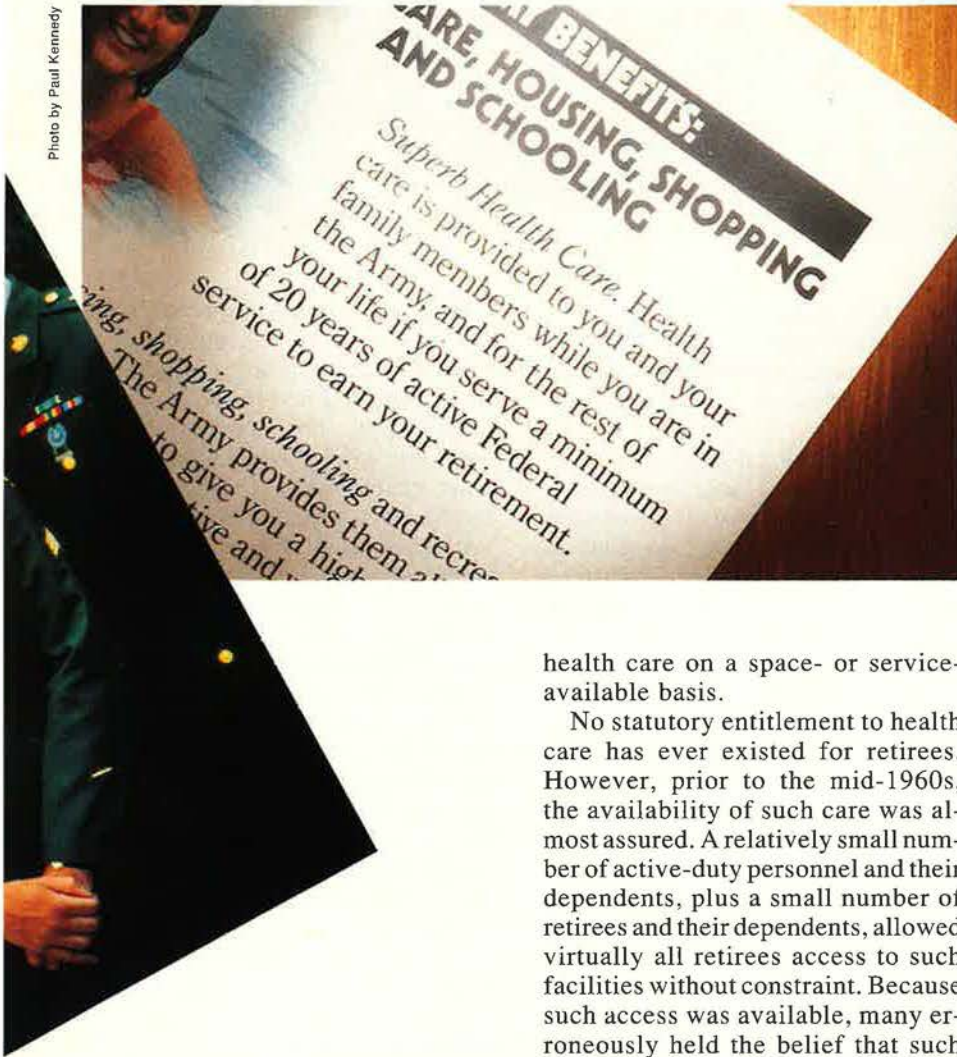 Photo by Paul Kennedy
BENEFITS:
CARE, HOUSING, SHOPPING
AND SCHOOLING
Superb Health Care. Health
care is provided to you and your
family members while you are in
the Army, and for the rest of
your life if you serve a minimum
of 20 years of active Federal
service to earn your retirement.
shopping, schooling and
The Army provides them
to give you a
and
health care on a space- or service-
available basis.
No statutory entitlement to health
care has ever existed for retirees.
However, prior to the mid-1960s,
the availability of such care was al-
most assured. A relatively small num-
ber of active-duty personnel and their
dependents, plus a small number of
retirees and their dependents, allowed
virtually all retirees access to such
facilities without constraint. Because
such access was available, many er-
roneously held the belief that such